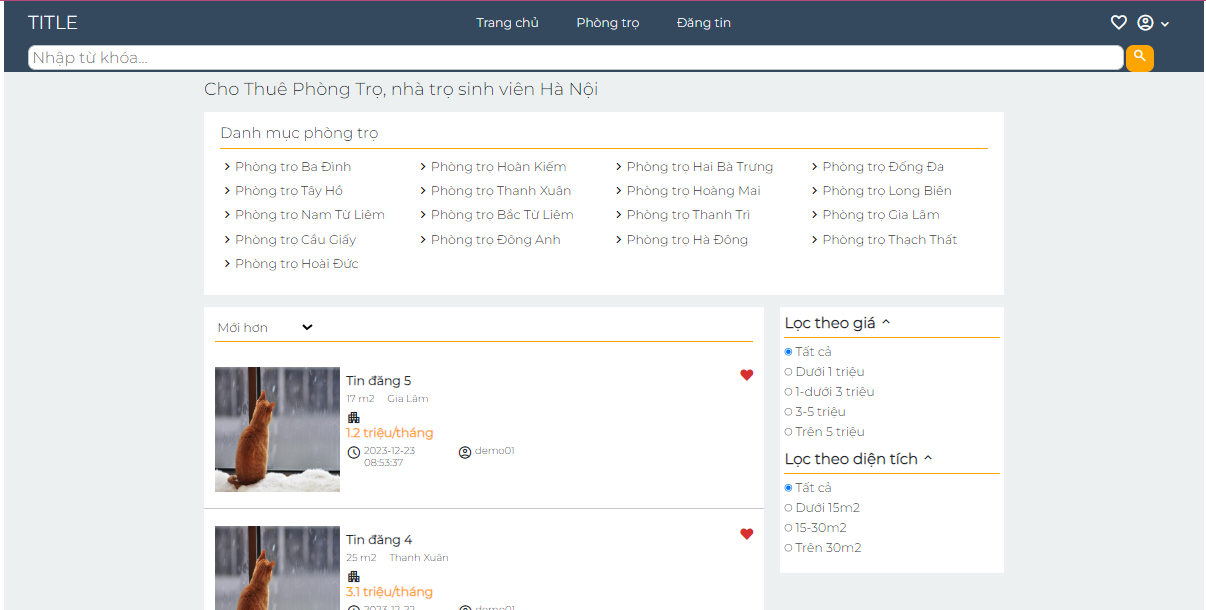 TITLE
Trang chủ
Phòng trọ
Đăng tin
Nhập từ khóa...
Cho Thuê Phòng Trọ, nhà trọ sinh viên Hà Nội
Danh mục phòng trọ
Phòng trọ Ba Đình
Phòng trọ Hoàn Kiếm
Phòng trọ Hai Bà Trưng
Phòng trọ Đống Đa
Phòng trọ Tây Hồ
Phòng trọ Thanh Xuân
Phòng trọ Hoàng Mai
Phòng trọ Long Biên
Phòng trọ Nam Từ Liêm
Phòng trọ Bắc Từ Liêm
Phòng trọ Thanh Trì
Phòng trọ Gia Lâm
Phòng trọ Cầu Giấy
Phòng trọ Đông Anh
Phòng trọ Hà Đông
Phòng trọ Thạch Thất
Phòng trọ Hoài Đức
Mới hơn
Tin đăng 5
17 m2 Gia Lâm
1.2 triệu/tháng
2023-12-23
08:53:37
demo01
Tin đăng 4
25 m2 Thanh Xuân
3.1 triệu/tháng
2023-12-22
demo01
Lọc theo giá
Tất cả
Dưới 1 triệu
1-dưới 3 triệu
3-5 triệu
Trên 5 triệu
Lọc theo diện tích
Tất cả
Dưới 15m2
15-30m2
Trên 30m2